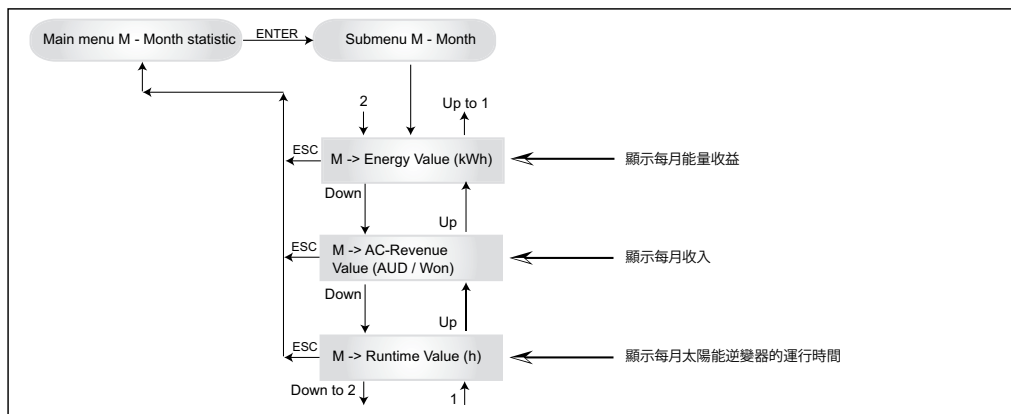 Main menu M - Month statistic
ENTER
Submenu M - Month
2
Up to 1
ESC
M -> Energy Value (kWh)
顯示每月能量收益
Down
Up
ESC
M -> AC-Revenue
Value (AUD / Won)
顯示每月收入
Down
Up
ESC
M -> Runtime Value (h)
顯示每月太陽能逆變器的運行時間
Down to 2
1